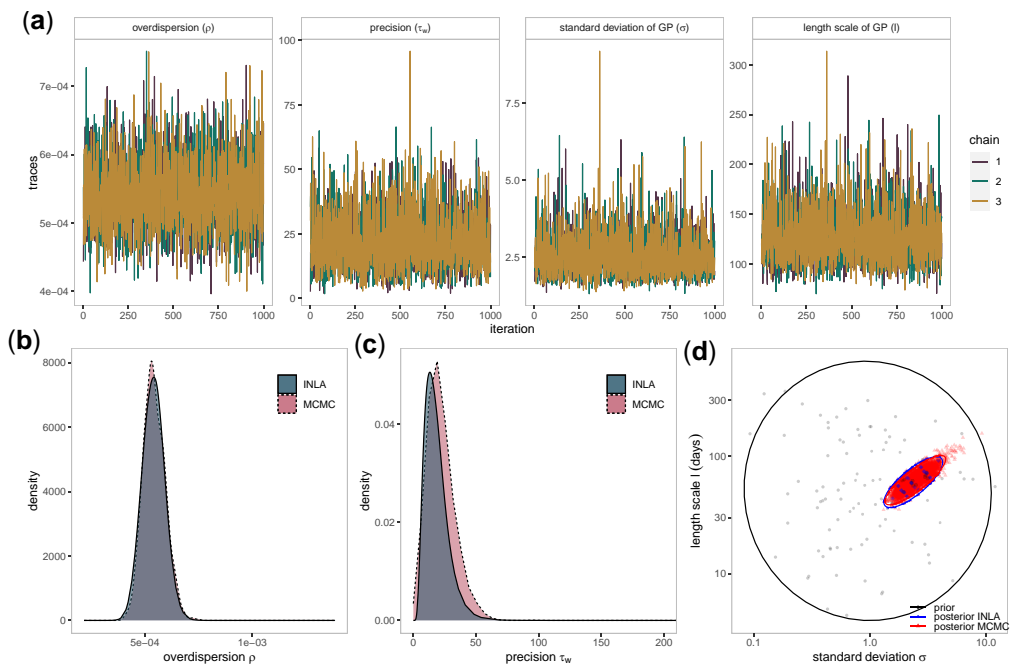 (a)
overdispersion (ρ)
precision (τw)
standard deviation of GP (σ)
length scale of GP (l)
traces
7e−04
6e−04
5e−04
4e−04
100
75
50
25
0
7.5
5.0
2.5
300
250
200
150
100
0 250 500 750 1000
0 250 500 750 1000
0 250 500 750 1000
0 250 500 750 1000
iteration
chain
1
2
3
(b)
8000
6000
4000
2000
0
density
INLA
MCMC
5e−04 1e−03
overdispersion ρ
(c)
0.04
0.02
0.00
density
INLA
MCMC
0 50 100 150 200
precision τw
(d)
300
100
30
10
length scale l (days)
prior
posterior INLA
posterior MCMC
0.1 1.0 10.0
standard deviation σ